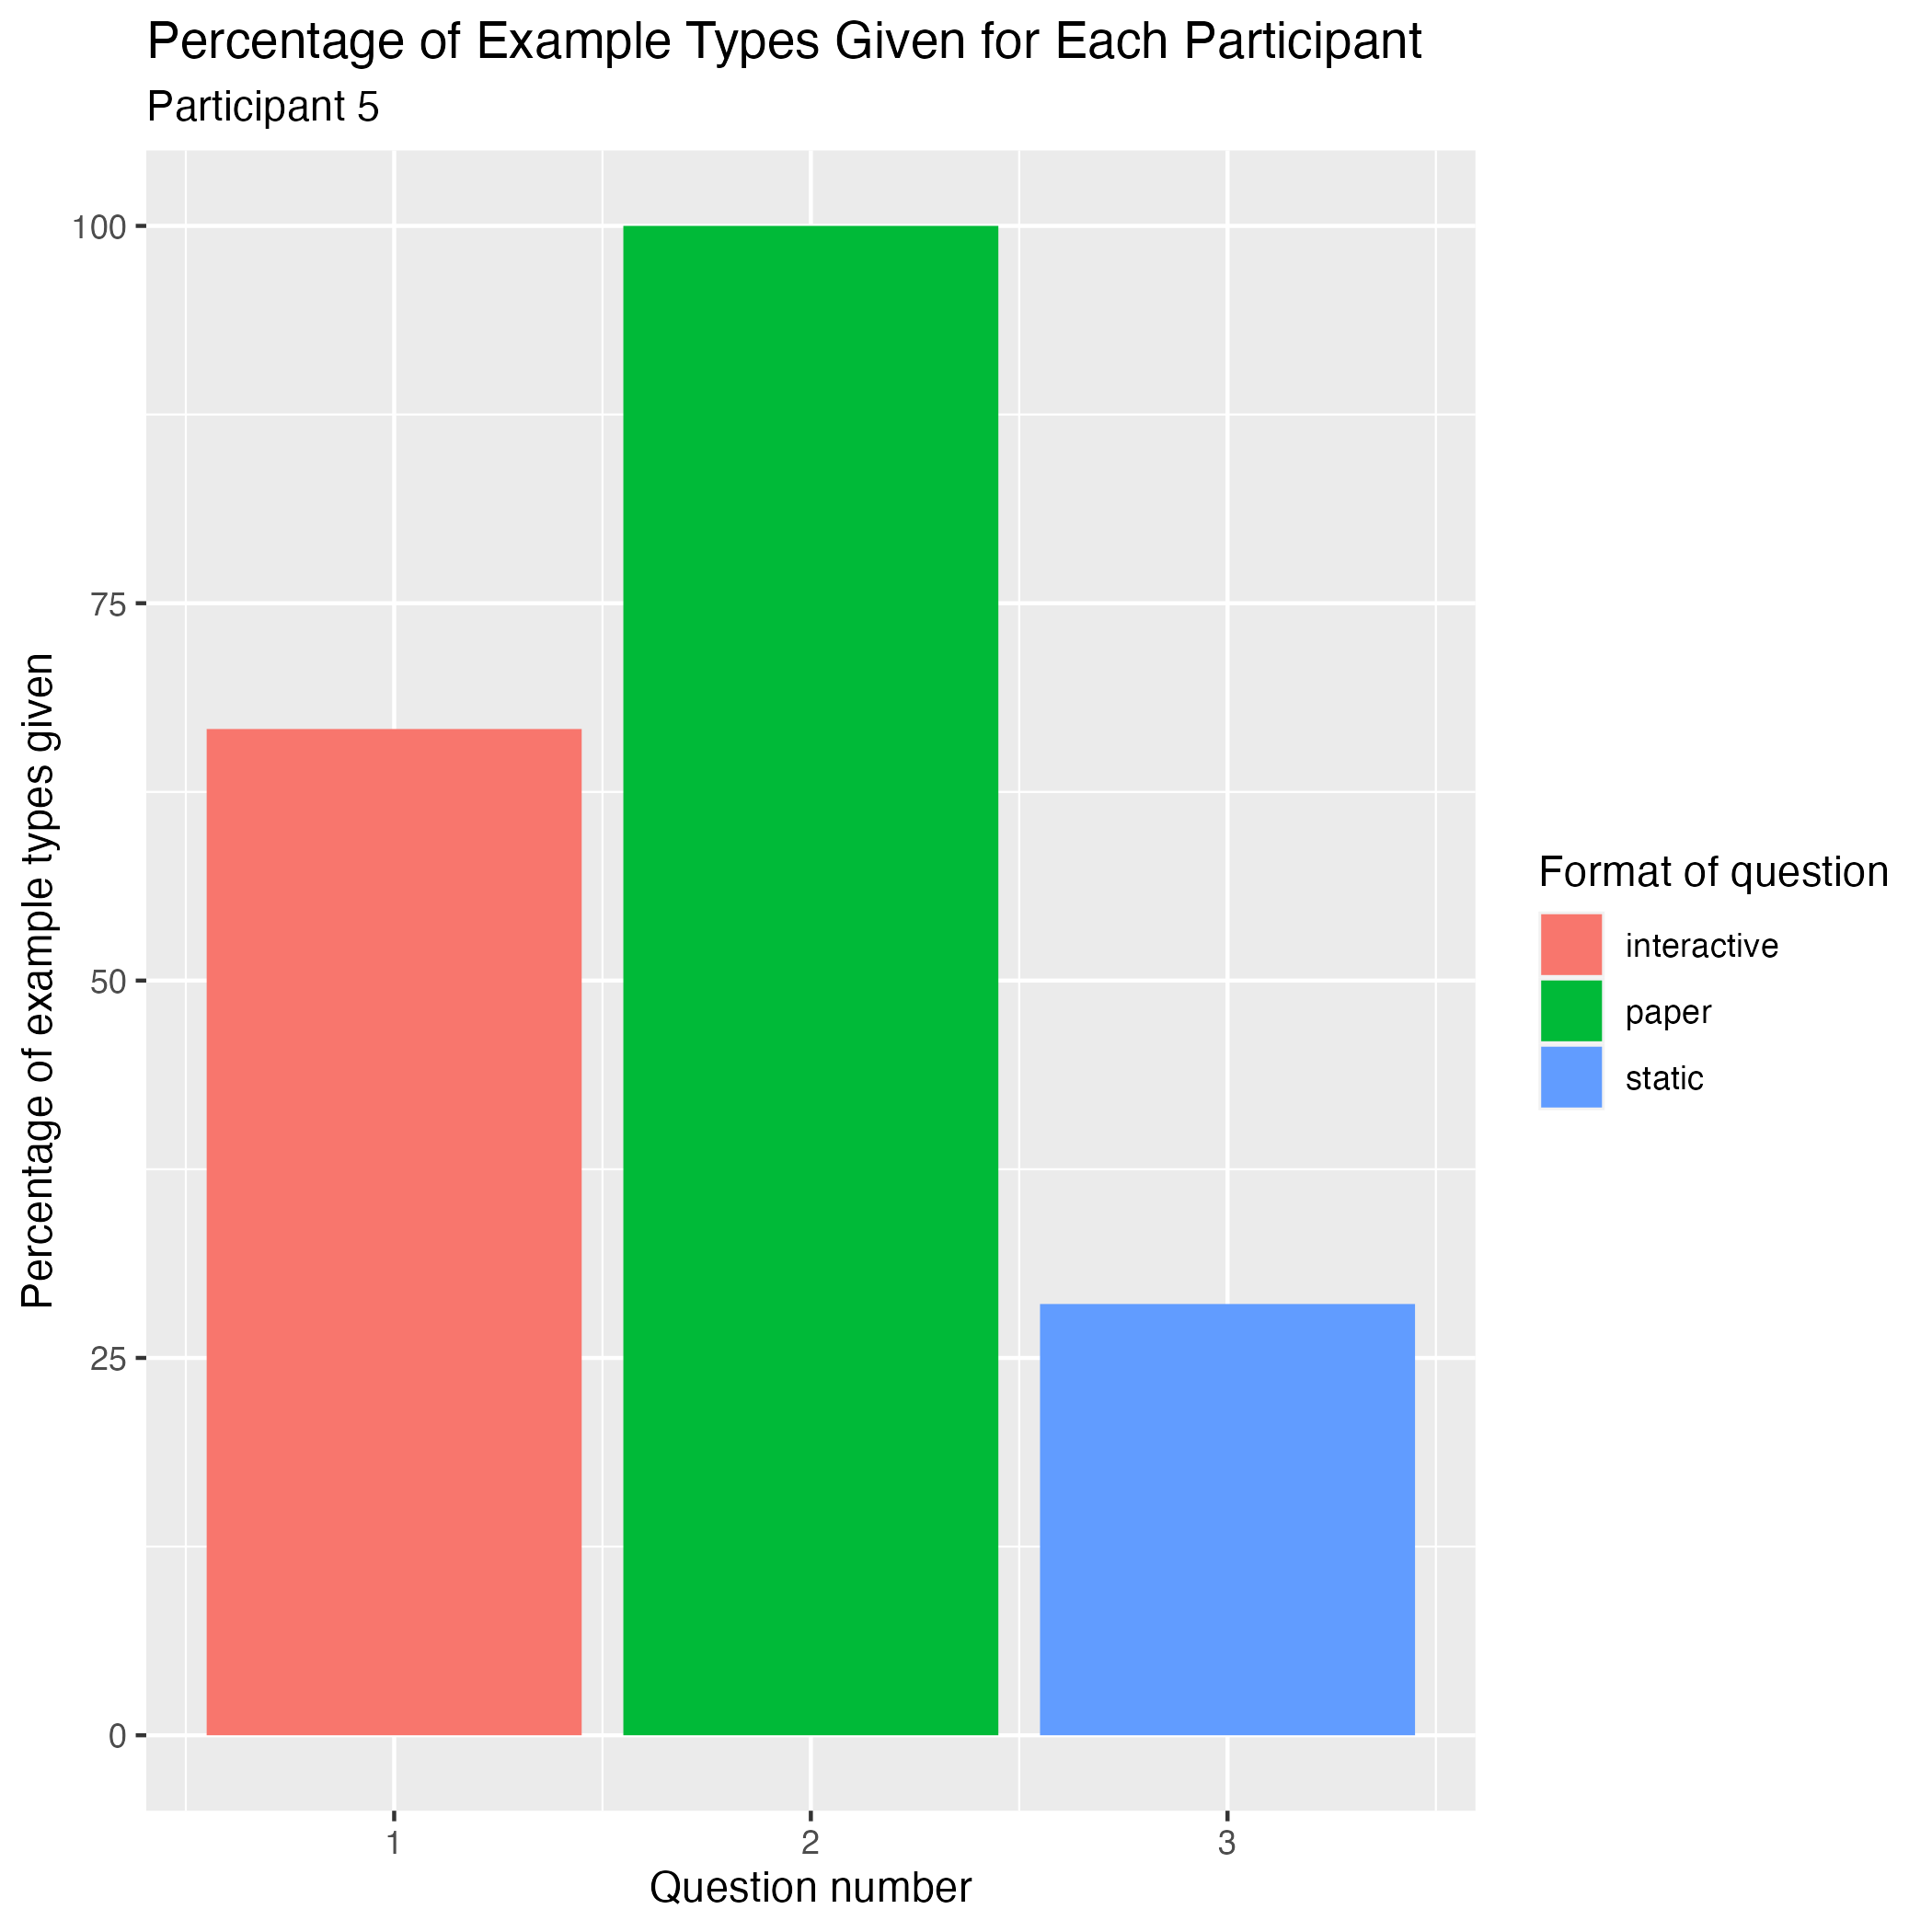 Percentage of Example Types Given for Each Participant
Participant 5
Percentage of example types given
100
75
50
25
0
1 2 3
Question number
Format of question
interactive
paper
static